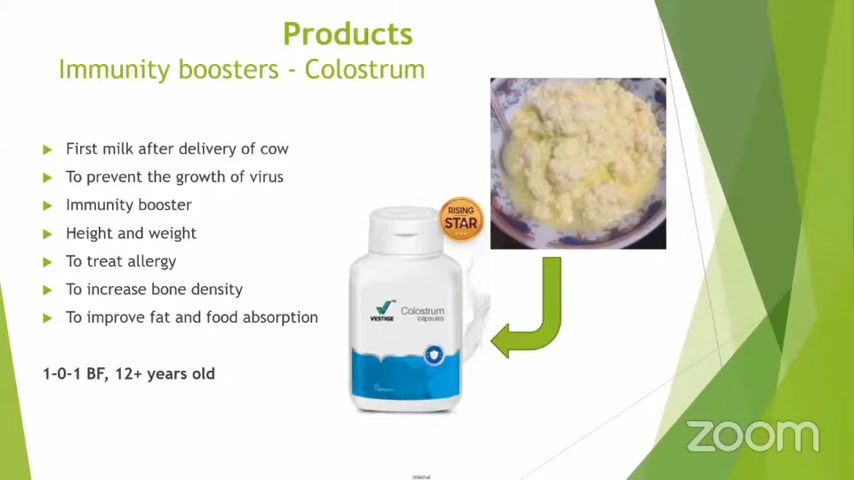 Products
Immunity boosters - Colostrum
First milk after delivery of cow
To prevent the growth of virus
Immunity booster
Height and weight
To treat allergy
To increase bone density
To improve fat and food absorption
1-0-1 BF, 12+ years old
RISING
STAR
VESTIGE
Colostrum
capsules
zoom